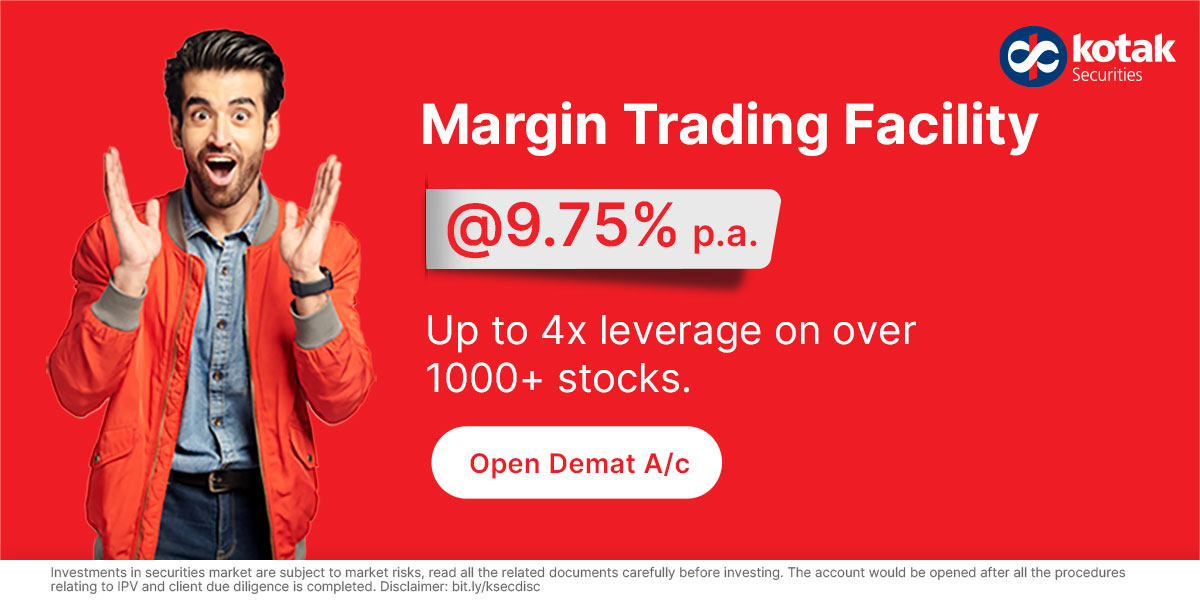 kotak
Securities
Margin Trading Facility
@9.75% p.a.
Up to 4x leverage on over
1000+ stocks.
Open Demat A/c
Investments in securities market are subject to market risks, read all the related documents carefully before investing. The account would be opened after all the procedures
relating to IPV and client due diligence is completed. Disclaimer: bit.ly/ksecdisc